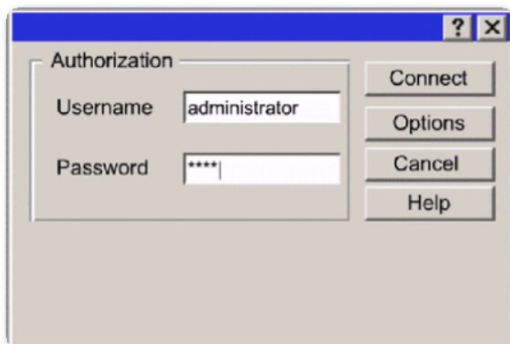 ? X
Authorization
Username administrator
Password ****
Connect
Options
Cancel
Help